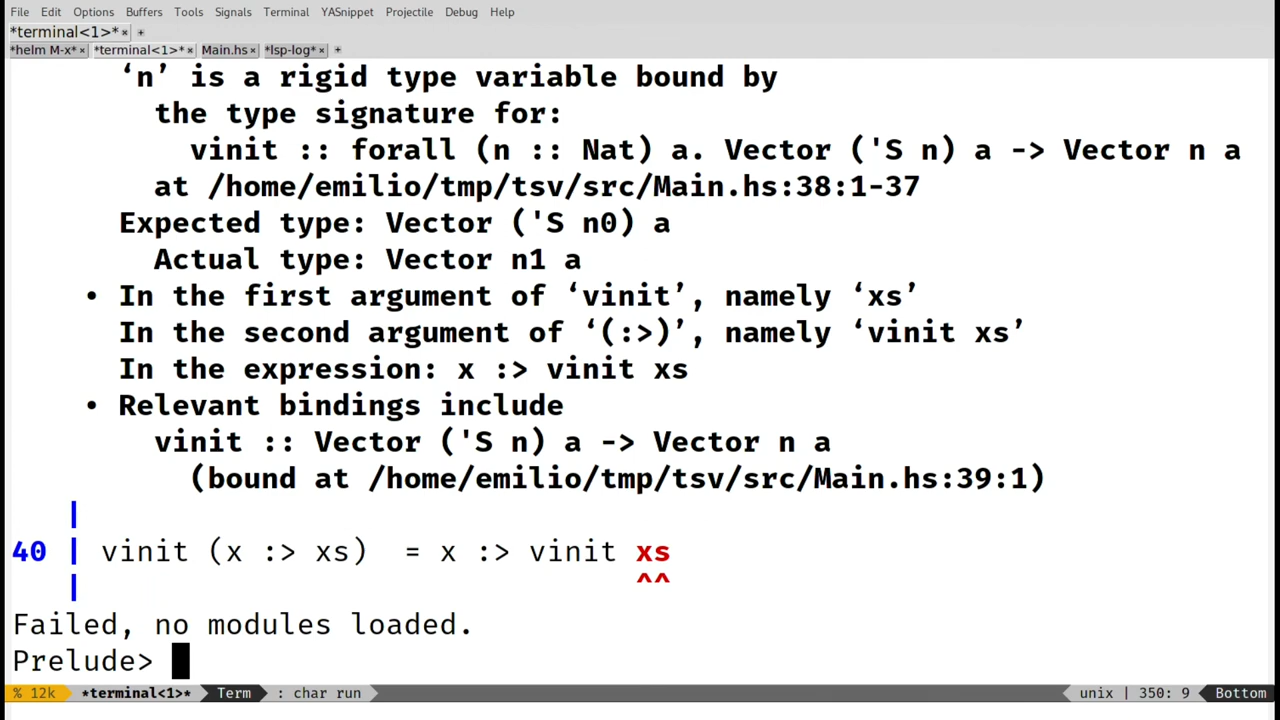 File Edit Options Buffers Tools Signals Terminal YASnippet Projectile Debug Help
*terminal<1>* × +
*helm M-x* × *terminal<1>* × Main.hs × *lsp-log* × +
‘n’ is a rigid type variable bound by
the type signature for:
vinit :: forall (n :: Nat) a. Vector ('S n) a -> Vector n a
at /home/emilio/tmp/tsv/src/Main.hs:38:1-37
Expected type: Vector ('S n0) a
Actual type: Vector n1 a
• In the first argument of ‘vinit’, namely ‘xs’
In the second argument of ‘(:>)’, namely ‘vinit xs’
In the expression: x :> vinit xs
• Relevant bindings include
vinit :: Vector ('S n) a -> Vector n a
(bound at /home/emilio/tmp/tsv/src/Main.hs:39:1)
|
40 | vinit (x :> xs)  = x :> vinit xs
| ^^
Failed, no modules loaded.
Prelude>
% 12k *terminal<1>* Term : char run unix | 350: 9 Bottom